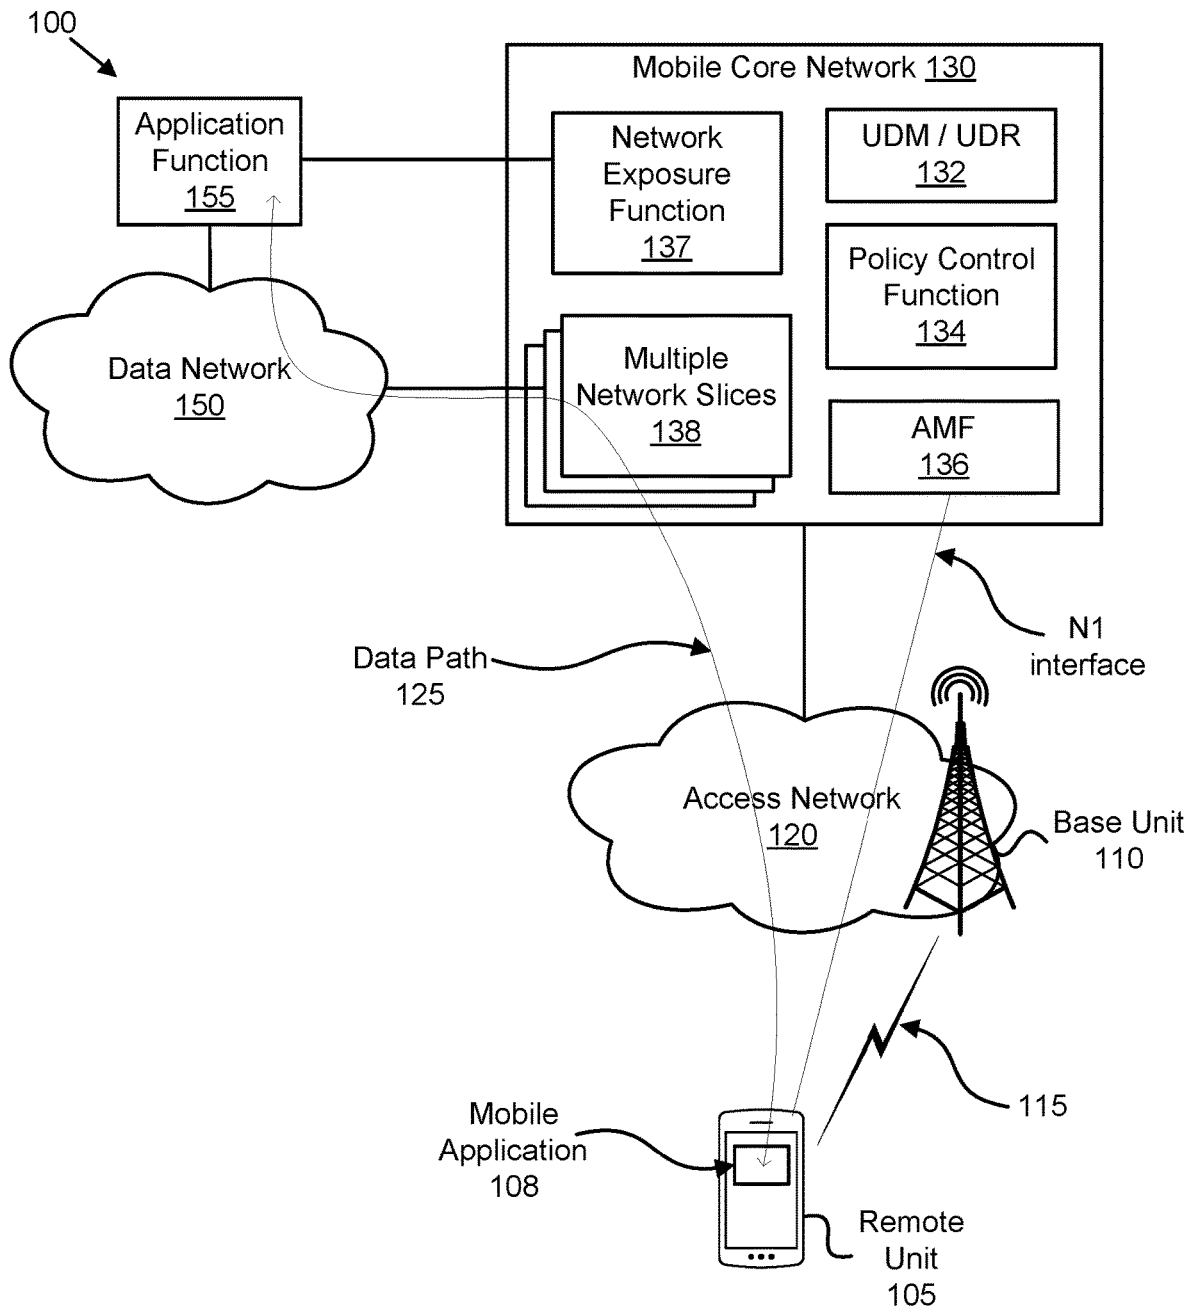 100
Application
Function
155
Mobile Core Network 130
Network
Exposure
Function
137
UDM / UDR
132
Policy Control
Function
134
Data Network
150
Multiple
Network Slices
138
AMF
136
Data Path
125
N1
interface
Access Network
120
Base Unit
110
115
Mobile
Application
108
Remote
Unit
105